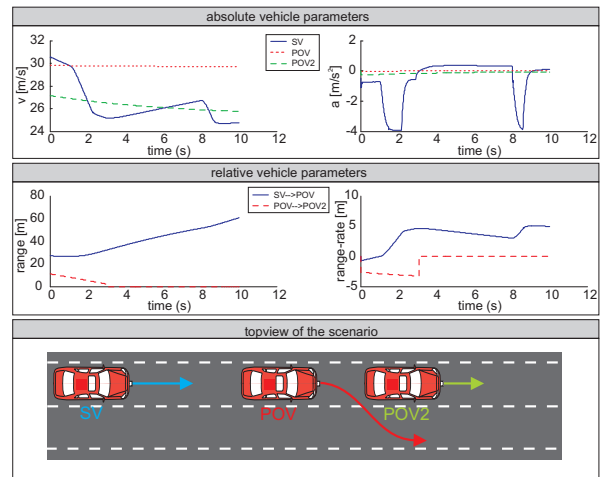 absolute vehicle parameters
32
30
28
26
24
v [m/s]
0 2 4 6 8 10 12
time (s)
SV
POV
POV2
2
0
−2
−4
a [m/s²]
0 2 4 6 8 10 12
time (s)
relative vehicle parameters
80
60
40
20
0
range [m]
0 2 4 6 8 10 12
time (s)
SV−->POV
POV−->POV2
10
5
0
-5
range-rate [m]
0 2 4 6 8 10 12
time (s)
topview of the scenario
SV
POV
POV2